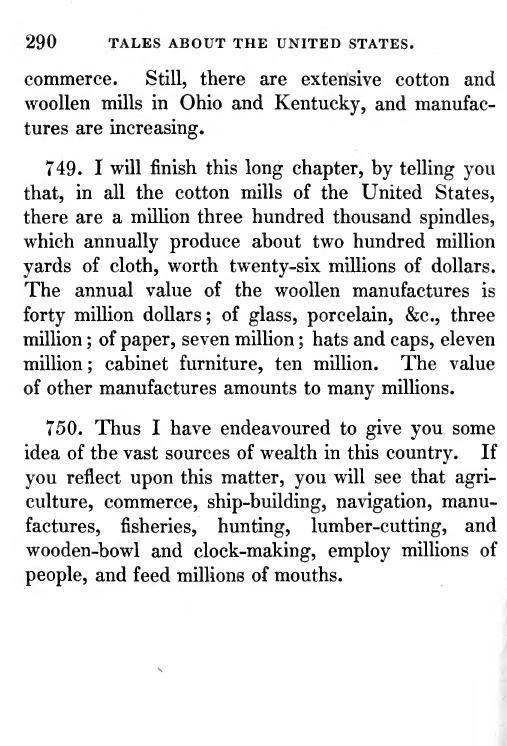 290 TALES ABOUT THE UNITED STATES.
commerce. Still, there are extensive cotton and
woollen mills in Ohio and Kentucky, and manufac-
tures are increasing.
749. I will finish this long chapter, by telling you
that, in all the cotton mills of the United States,
there are a million three hundred thousand spindles,
which annually produce about two hundred million
yards of cloth, worth twenty-six millions of dollars.
The annual value of the woollen manufactures is
forty million dollars; of glass, porcelain, &c., three
million; of paper, seven million; hats and caps, eleven
million; cabinet furniture, ten million. The value
of other manufactures amounts to many millions.
750. Thus I have endeavoured to give you some
idea of the vast sources of wealth in this country. If
you reflect upon this matter, you will see that agri-
culture, commerce, ship-building, navigation, manu-
factures, fisheries, hunting, lumber-cutting, and
wooden-bowl and clock-making, employ millions of
people, and feed millions of mouths.